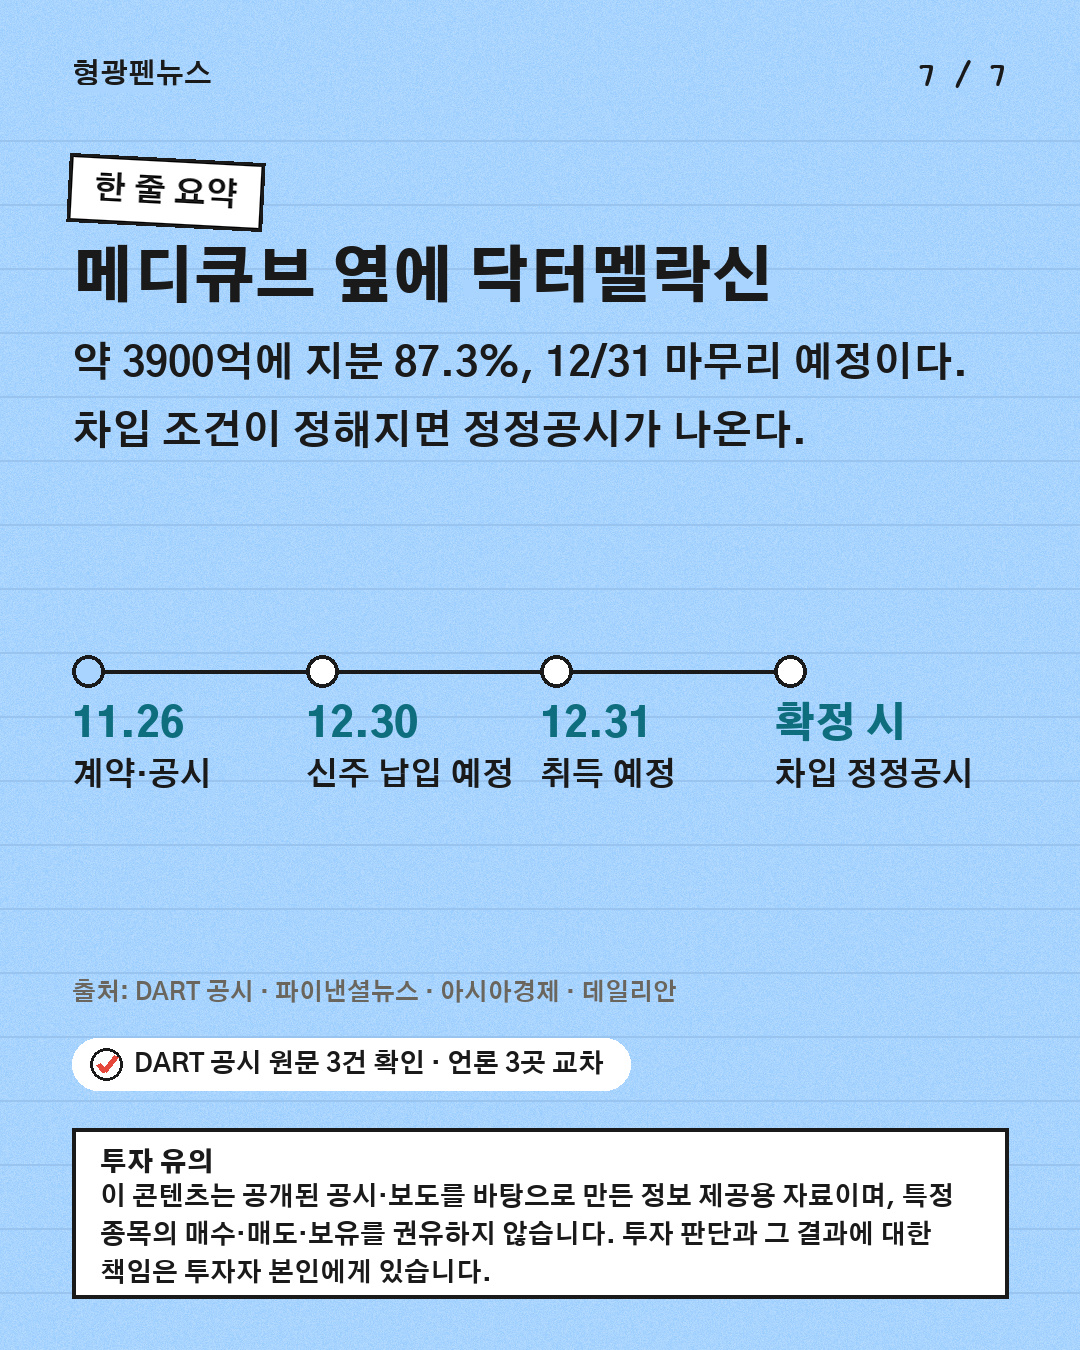 형광펜뉴스
7 / 7
한 줄 요약
메디큐브 옆에 닥터멜락신
약 3900억에 지분 87.3%, 12/31 마무리 예정이다.
차입 조건이 정해지면 정정공시가 나온다.
11.26
계약·공시
12.30
신주 납입 예정
12.31
취득 예정
확정 시
차입 정정공시
출처: DART 공시 · 파이낸셜뉴스 · 아시아경제 · 데일리안
DART 공시 원문 3건 확인 · 언론 3곳 교차
투자 유의
이 콘텐츠는 공개된 공시·보도를 바탕으로 만든 정보 제공용 자료이며, 특정
종목의 매수·매도·보유를 권유하지 않습니다. 투자 판단과 그 결과에 대한
책임은 투자자 본인에게 있습니다.